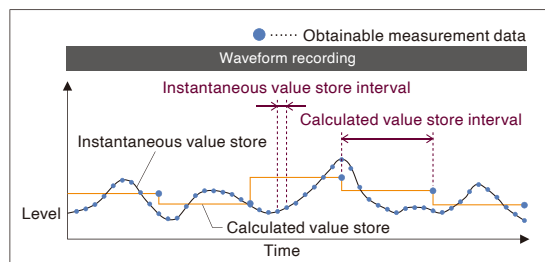 Obtainable measurement data
Waveform recording
Instantaneous value store interval
Calculated value store interval
Instantaneous value store
Level
Calculated value store
Time